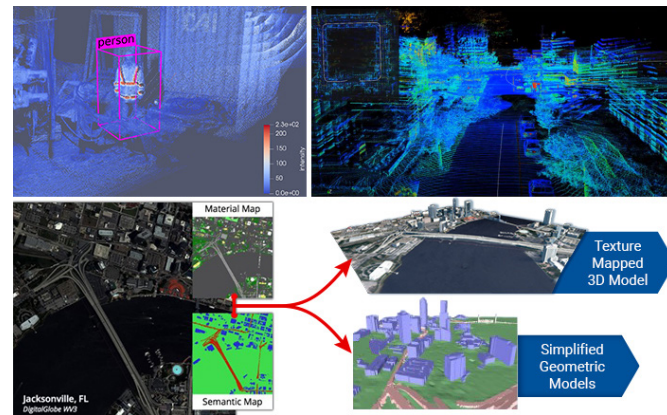 person
2.3e+02
200
150
100
50
0.0e+00
Intensity
Material Map
Jacksonville, FL
DigitalGlobe WV3
Semantic Map
Texture
Mapped
3D Model
Simplified
Geometric
Models